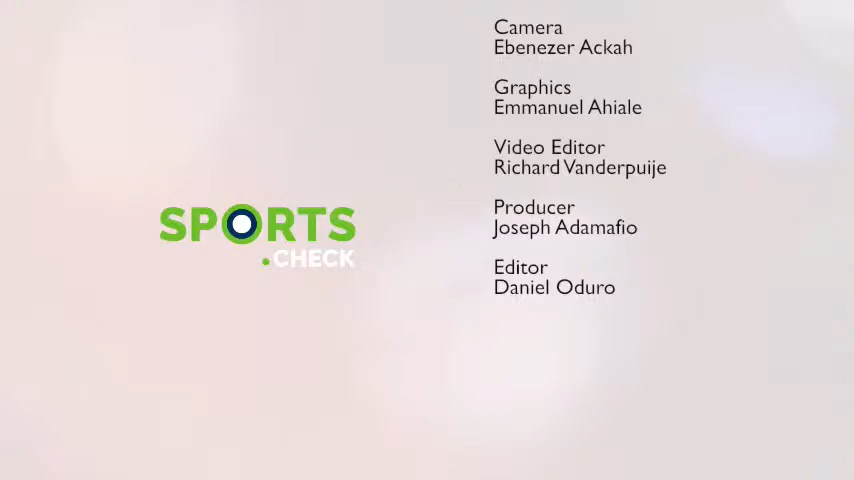 SPORTS
.CHECK
Camera
Ebenezer Ackah
Graphics
Emmanuel Ahiale
Video Editor
Richard Vanderpuije
Producer
Joseph Adamafio
Editor
Daniel Oduro